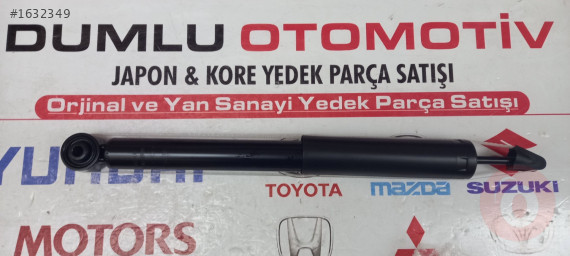 #1632349
DUMLU OTOMOTİV
JAPON & KORE YEDEK PARÇA SATIŞI
Orjinal ve Yan Sanayi Yedek Parça Satışı
HYUNDAI
TOYOTA
mazda
SUZUKI
MOTORS